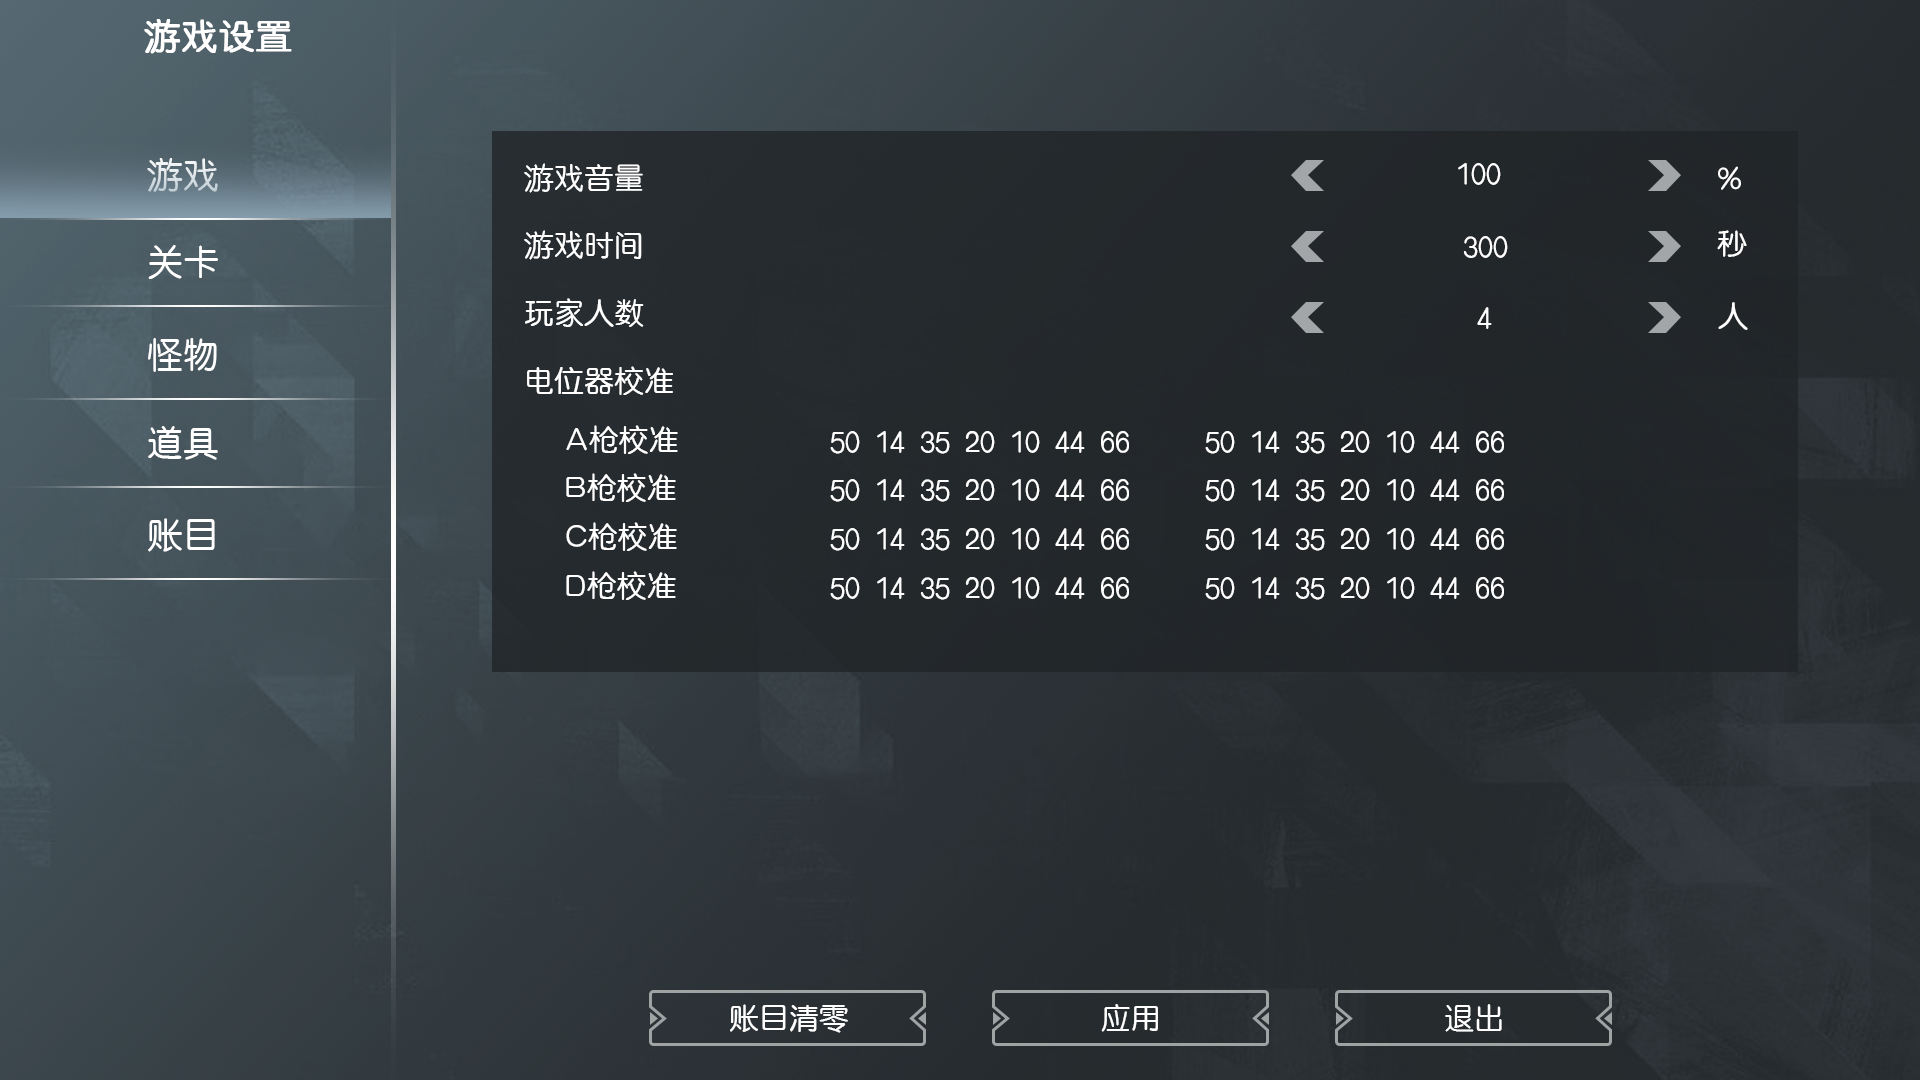 游戏设置
游戏
关卡
怪物
道具
账目
游戏音量 100 %
游戏时间 300 秒
玩家人数 4 人
电位器校准
A枪校准 50 14 35 20 10 44 66 50 14 35 20 10 44 66
B枪校准 50 14 35 20 10 44 66 50 14 35 20 10 44 66
C枪校准 50 14 35 20 10 44 66 50 14 35 20 10 44 66
D枪校准 50 14 35 20 10 44 66 50 14 35 20 10 44 66
账目清零 应用 退出